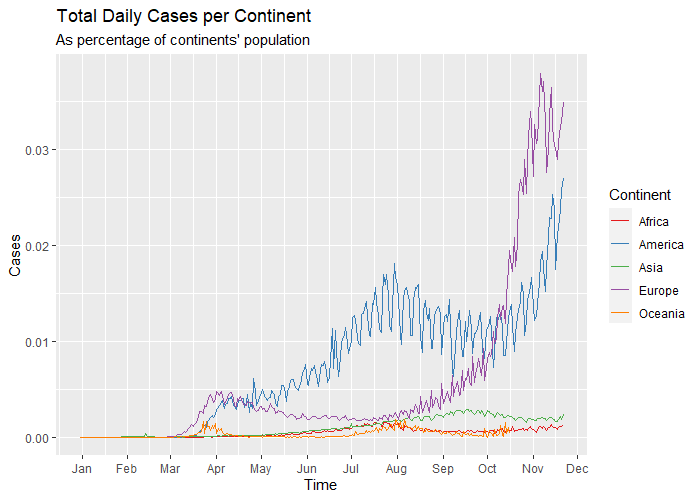 Total Daily Cases per Continent
As percentage of continents' population
0.03
0.02
0.01
0.00
Cases
Jan Feb Mar Apr May Jun Jul Aug Sep Oct Nov Dec
Time
Continent
Africa
America
Asia
Europe
Oceania